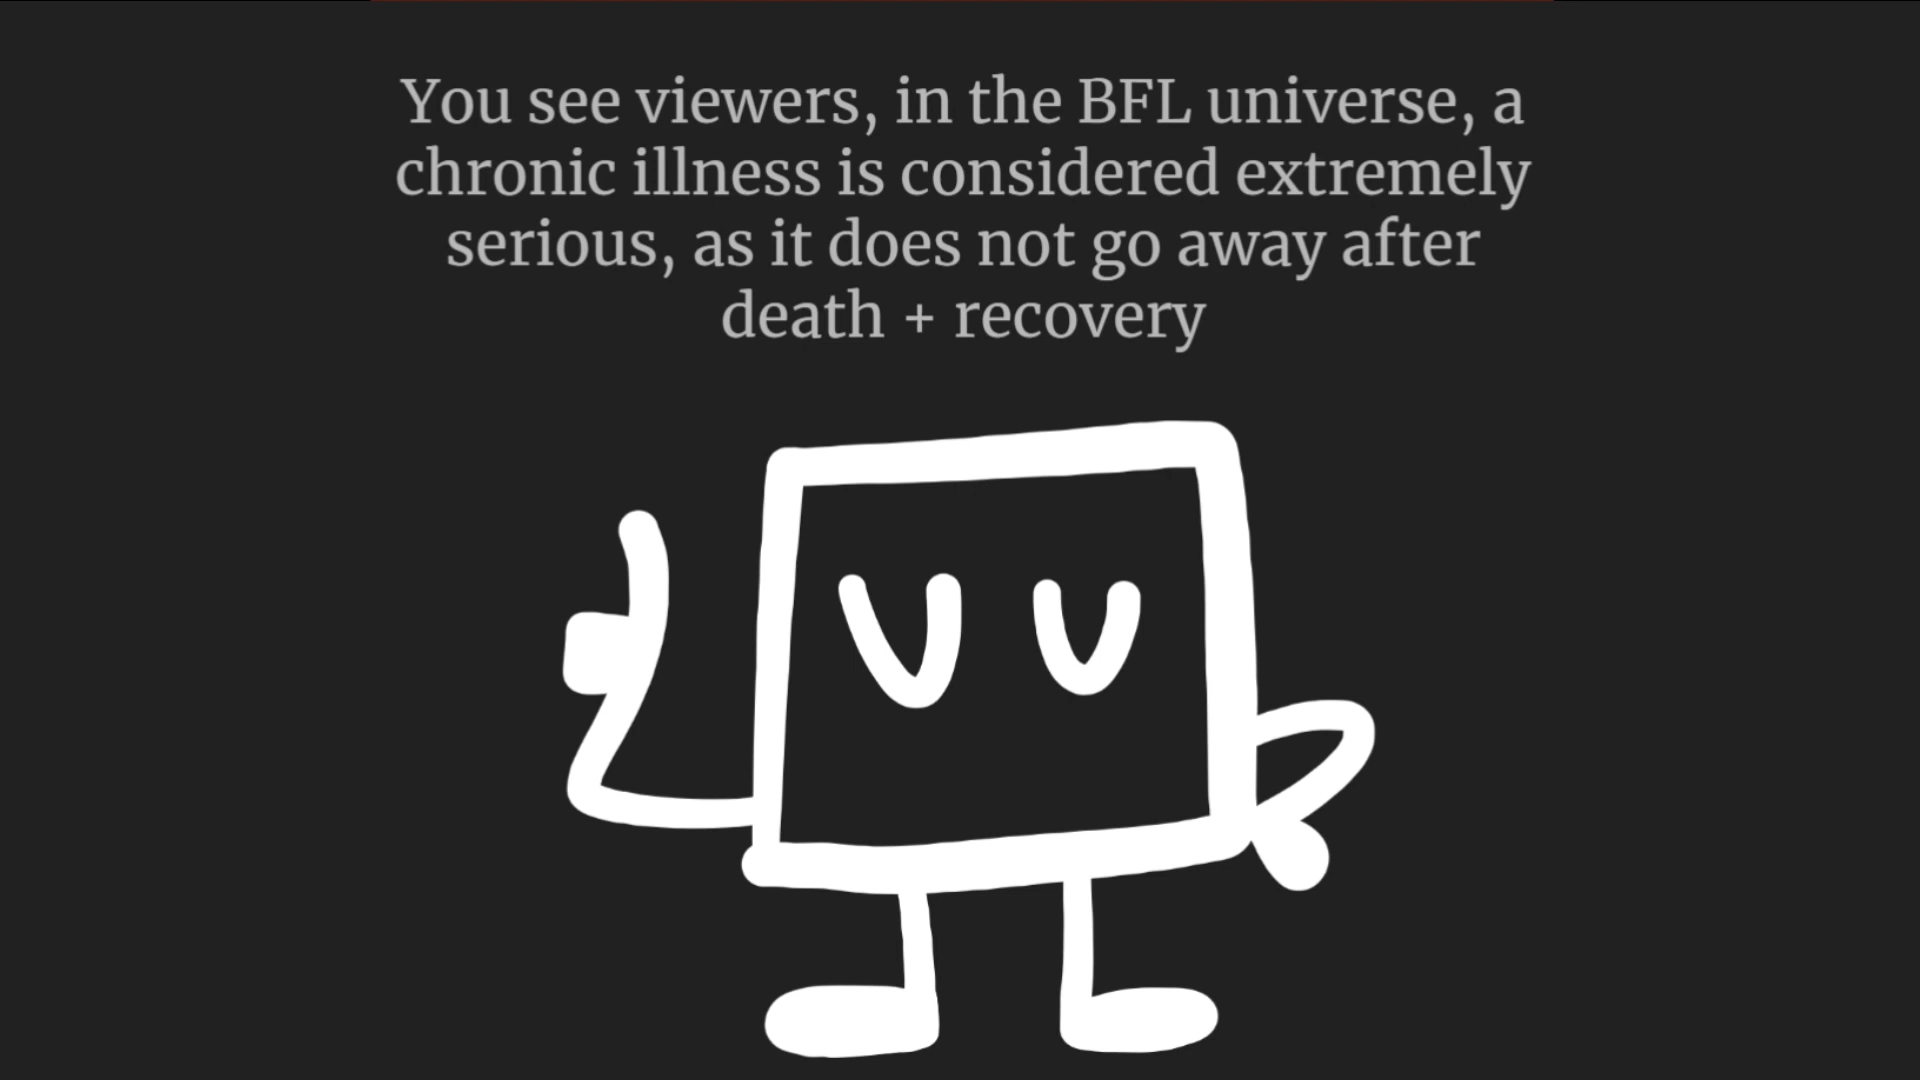 You see viewers, in the BFL universe, a
chronic illness is considered extremely
serious, as it does not go away after
death + recovery